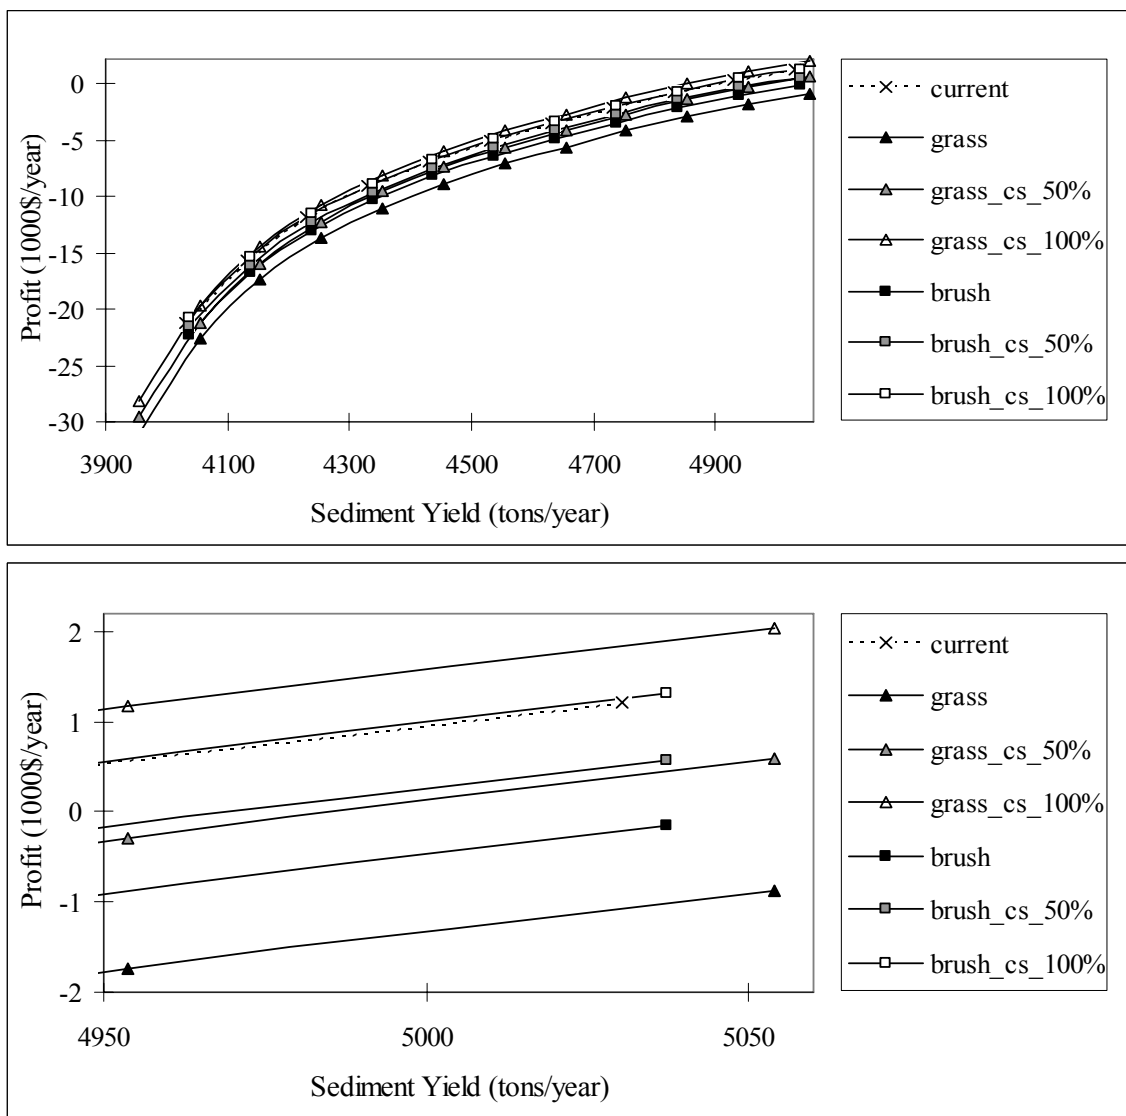 0
-5
-10
-15
-20
-25
-30
3900 4100 4300 4500 4700 4900
Profit (1000$/year)
Sediment Yield (tons/year)
current
grass
grass_cs_50%
grass_cs_100%
brush
brush_cs_50%
brush_cs_100%
2
1
0
-1
-2
4950 5000 5050
Profit (1000$/year)
Sediment Yield (tons/year)
current
grass
grass_cs_50%
grass_cs_100%
brush
brush_cs_50%
brush_cs_100%